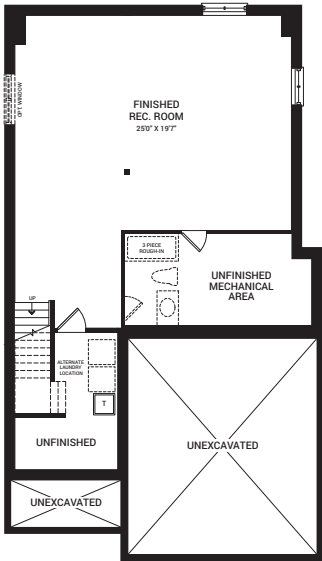 OPT. WINDOW
FINISHED
REC. ROOM
25'0" X 19'7"
3 PIECE
ROUGH-IN
UNFINISHED
MECHANICAL
AREA
UP
ALTERNATE
LAUNDRY
LOCATION
T
UNFINISHED
UNEXCAVATED
UNEXCAVATED